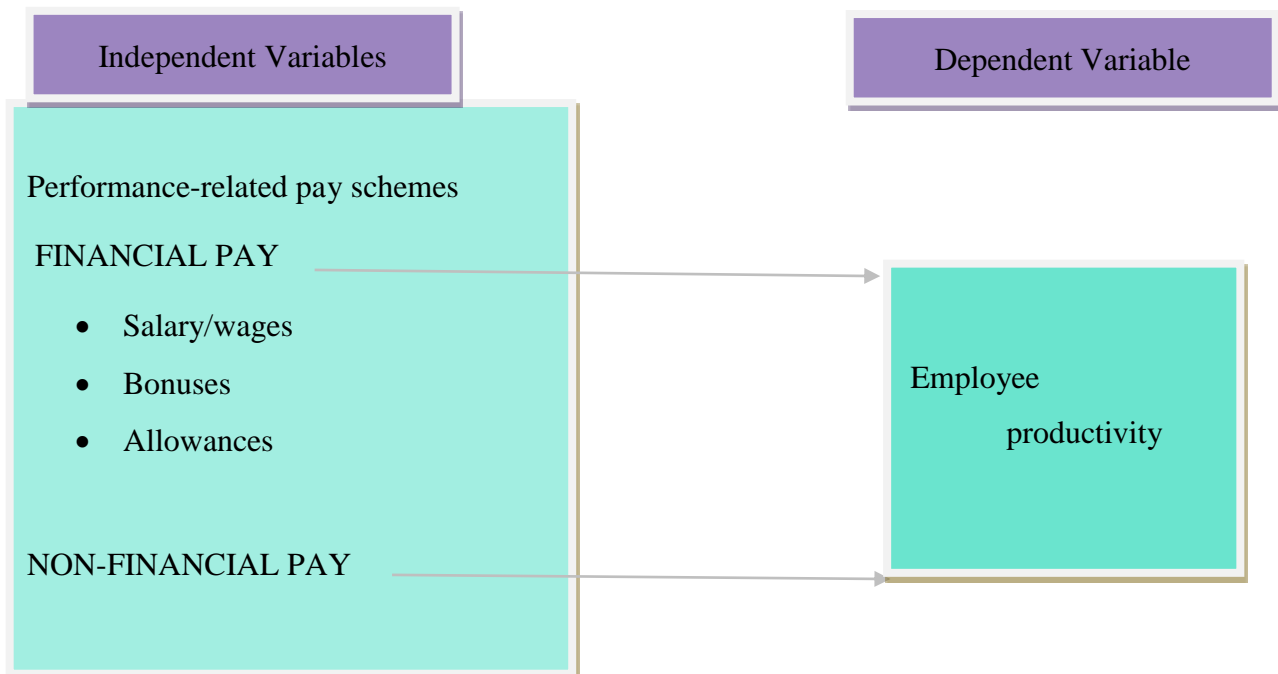 Independent Variables
Dependent Variable
Performance-related pay schemes
FINANCIAL PAY
• Salary/wages
• Bonuses
• Allowances
NON-FINANCIAL PAY
Employee
productivity